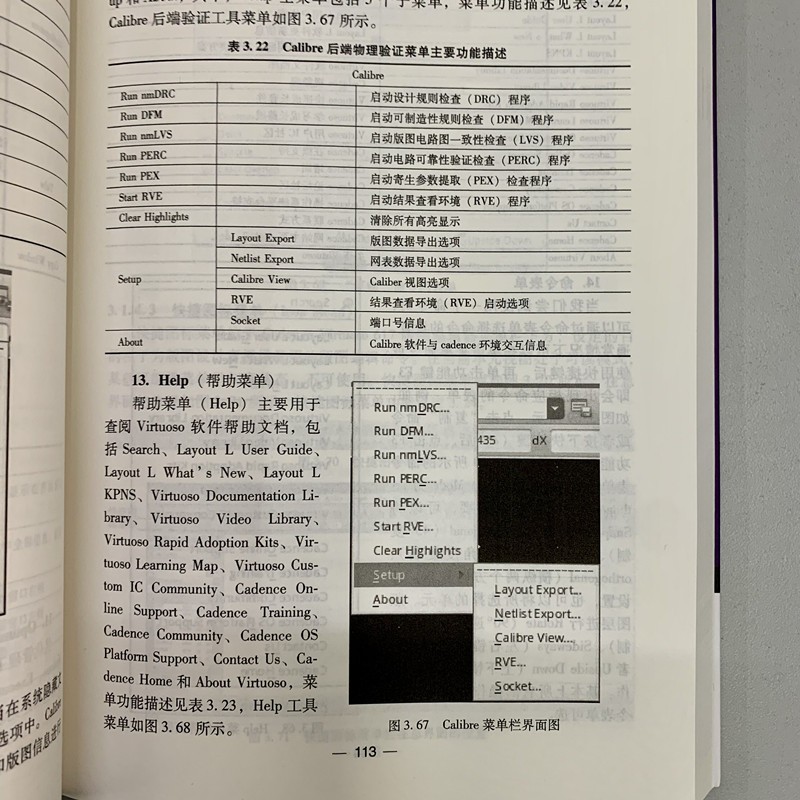 Calibre 后端验证工具菜单如图 3.67 所示。
表 3.22 Calibre 后端物理验证菜单主要功能描述
Calibre
Run nmDRC 启动设计规则检查（DRC）程序
Run DFM 启动可制造性规则检查（DFM）程序
Run nmLVS 启动版图电路图一致性检查（LVS）程序
Run PERC 启动电路可靠性验证检查（PERC）程序
Run PEX 启动寄生参数提取（PEX）检查程序
Start RVE 启动结果查看环境（RVE）程序
Clear Highlights 清除所有高亮显示
Layout Export 版图数据导出选项
Netlist Export 网表数据导出选项
Setup Calibre View Caliber 视图选项
RVE 结果查看环境（RVE）启动选项
Socket 端口号信息
About Calibre 软件与 cadence 环境交互信息
13. Help（帮助菜单）
帮助菜单（Help）主要用于
查阅 Virtuoso 软件帮助文档，包
括 Search、Layout L User Guide、
Layout L What's New、Layout L
KPNS、Virtuoso Documentation Li-
brary、Virtuoso Video Library、
Virtuoso Rapid Adoption Kits、Vir-
tuoso Learning Map、Virtuoso Cus-
tom IC Community、Cadence On-
line Support、Cadence Training、
Cadence Community、Cadence OS
Platform Support、Contact Us、Ca-
dence Home 和 About Virtuoso，菜
单功能描述见表 3.23，Help 工具
菜单如图 3.68 所示。
Run nmDRC...
Run DFM...
Run nmLVS...
Run PERC...
Run PEX...
Start RVE...
Clear Highlights
Setup
About
435 dX
Layout Export...
Netlist Export...
Calibre View...
RVE...
Socket...
图 3.67 Calibre 菜单栏界面图
— 113 —